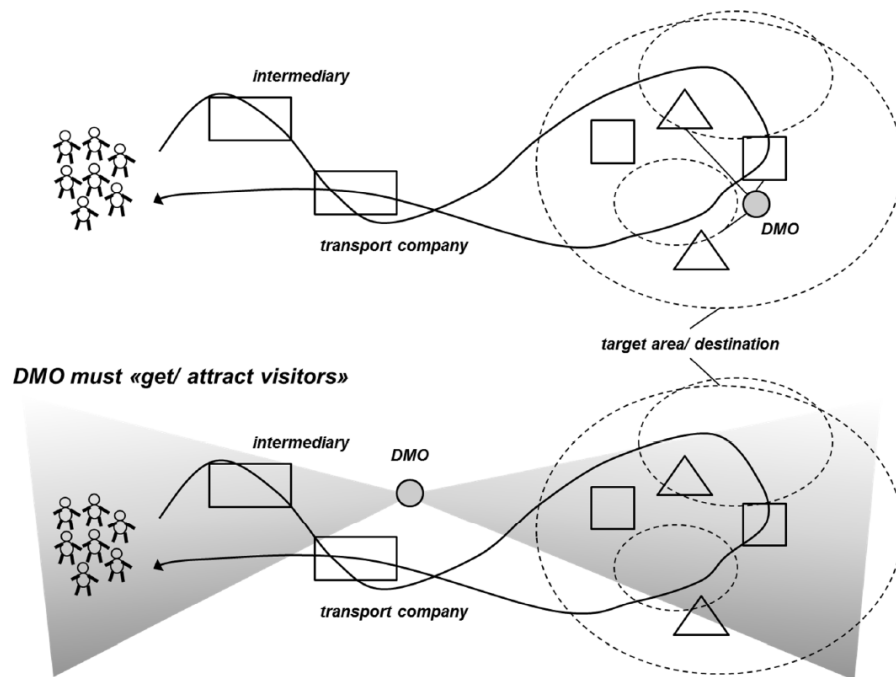 intermediary
transport company
DMO
target area/ destination
DMO must «get/ attract visitors»
intermediary
DMO
transport company